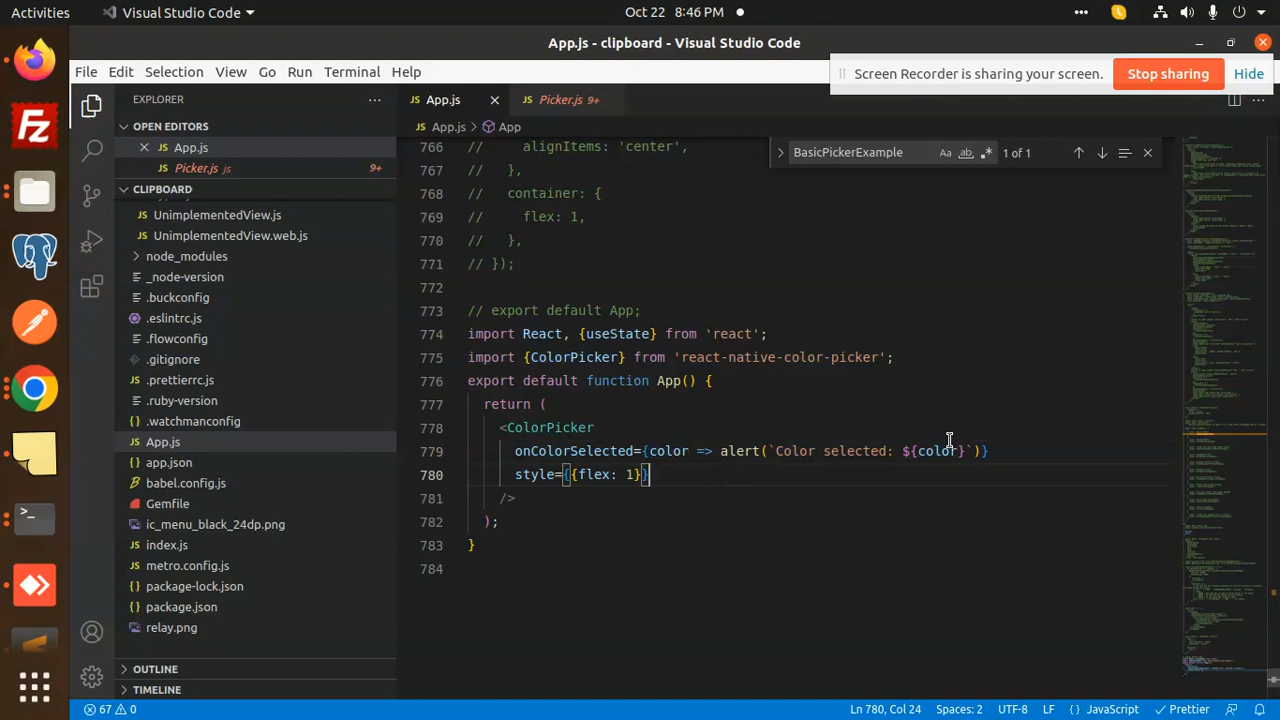 Activities
Visual Studio Code
Oct 22 8:46 PM
App.js - clipboard - Visual Studio Code
File Edit Selection View Go Run Terminal Help
Screen Recorder is sharing your screen.
Stop sharing
Hide
EXPLORER
OPEN EDITORS
App.js
Picker.js js 9+
CLIPBOARD
UnimplementedView.js
UnimplementedView.web.js
node_modules
_node-version
.buckconfig
.eslintrc.js
.flowconfig
.gitignore
.prettierrc.js
.ruby-version
.watchmanconfig
App.js
app.json
babel.config.js
Gemfile
ic_menu_black_24dp.png
index.js
metro.config.js
package-lock.json
package.json
relay.png
OUTLINE
TIMELINE
App.js
Picker.js 9+
App.js > App
BasicPickerExample
1 of 1
766 // alignItems: 'center',
767 // },
768 // container: {
769 // flex: 1,
770 // },
771 // });
772
773 // export default App;
774 import React, {useState} from 'react';
775 import {ColorPicker} from 'react-native-color-picker';
776 export default function App() {
777 return (
778 <ColorPicker
779 onColorSelected={color => alert(`Color selected: ${color}`)}
780 style={{flex: 1}}
781 />
782 );
783 }
784
67 0
Ln 780, Col 24
Spaces: 2
UTF-8
LF
JavaScript
Prettier